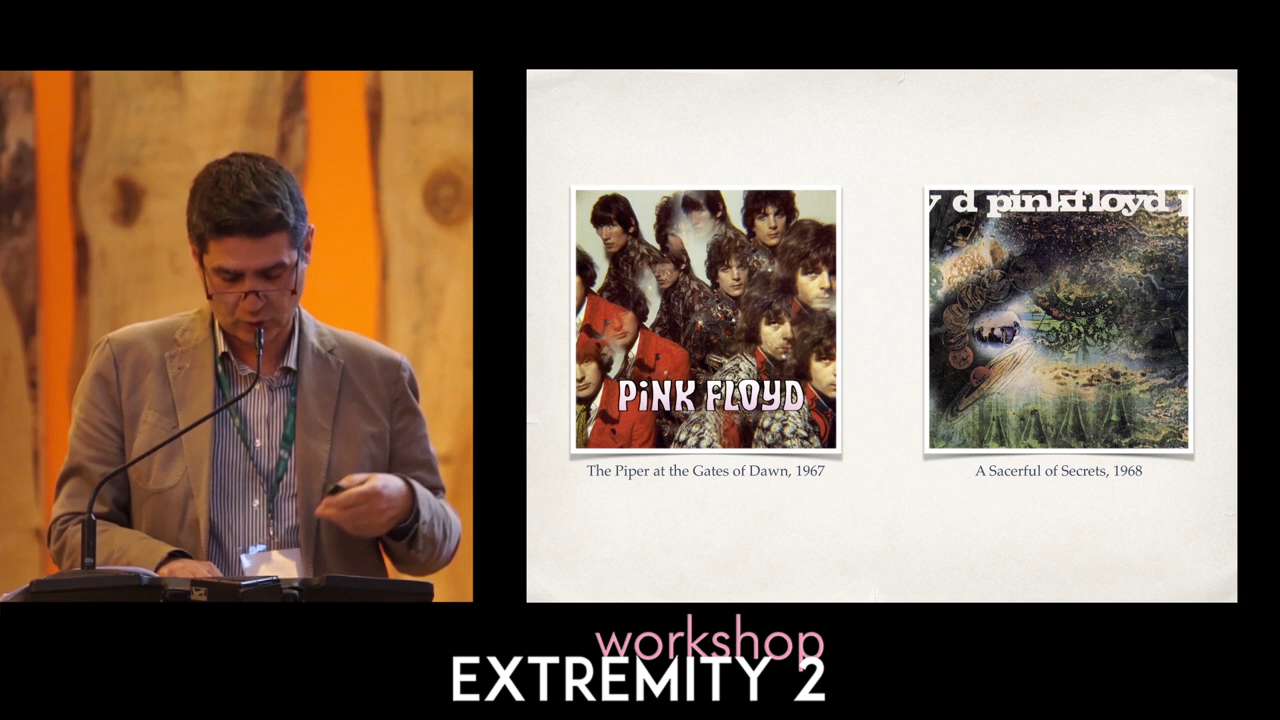 y d pinkfloyd p
PiNK FLOYD
The Piper at the Gates of Dawn, 1967
A Sacerful of Secrets, 1968
workshop
EXTREMITY 2